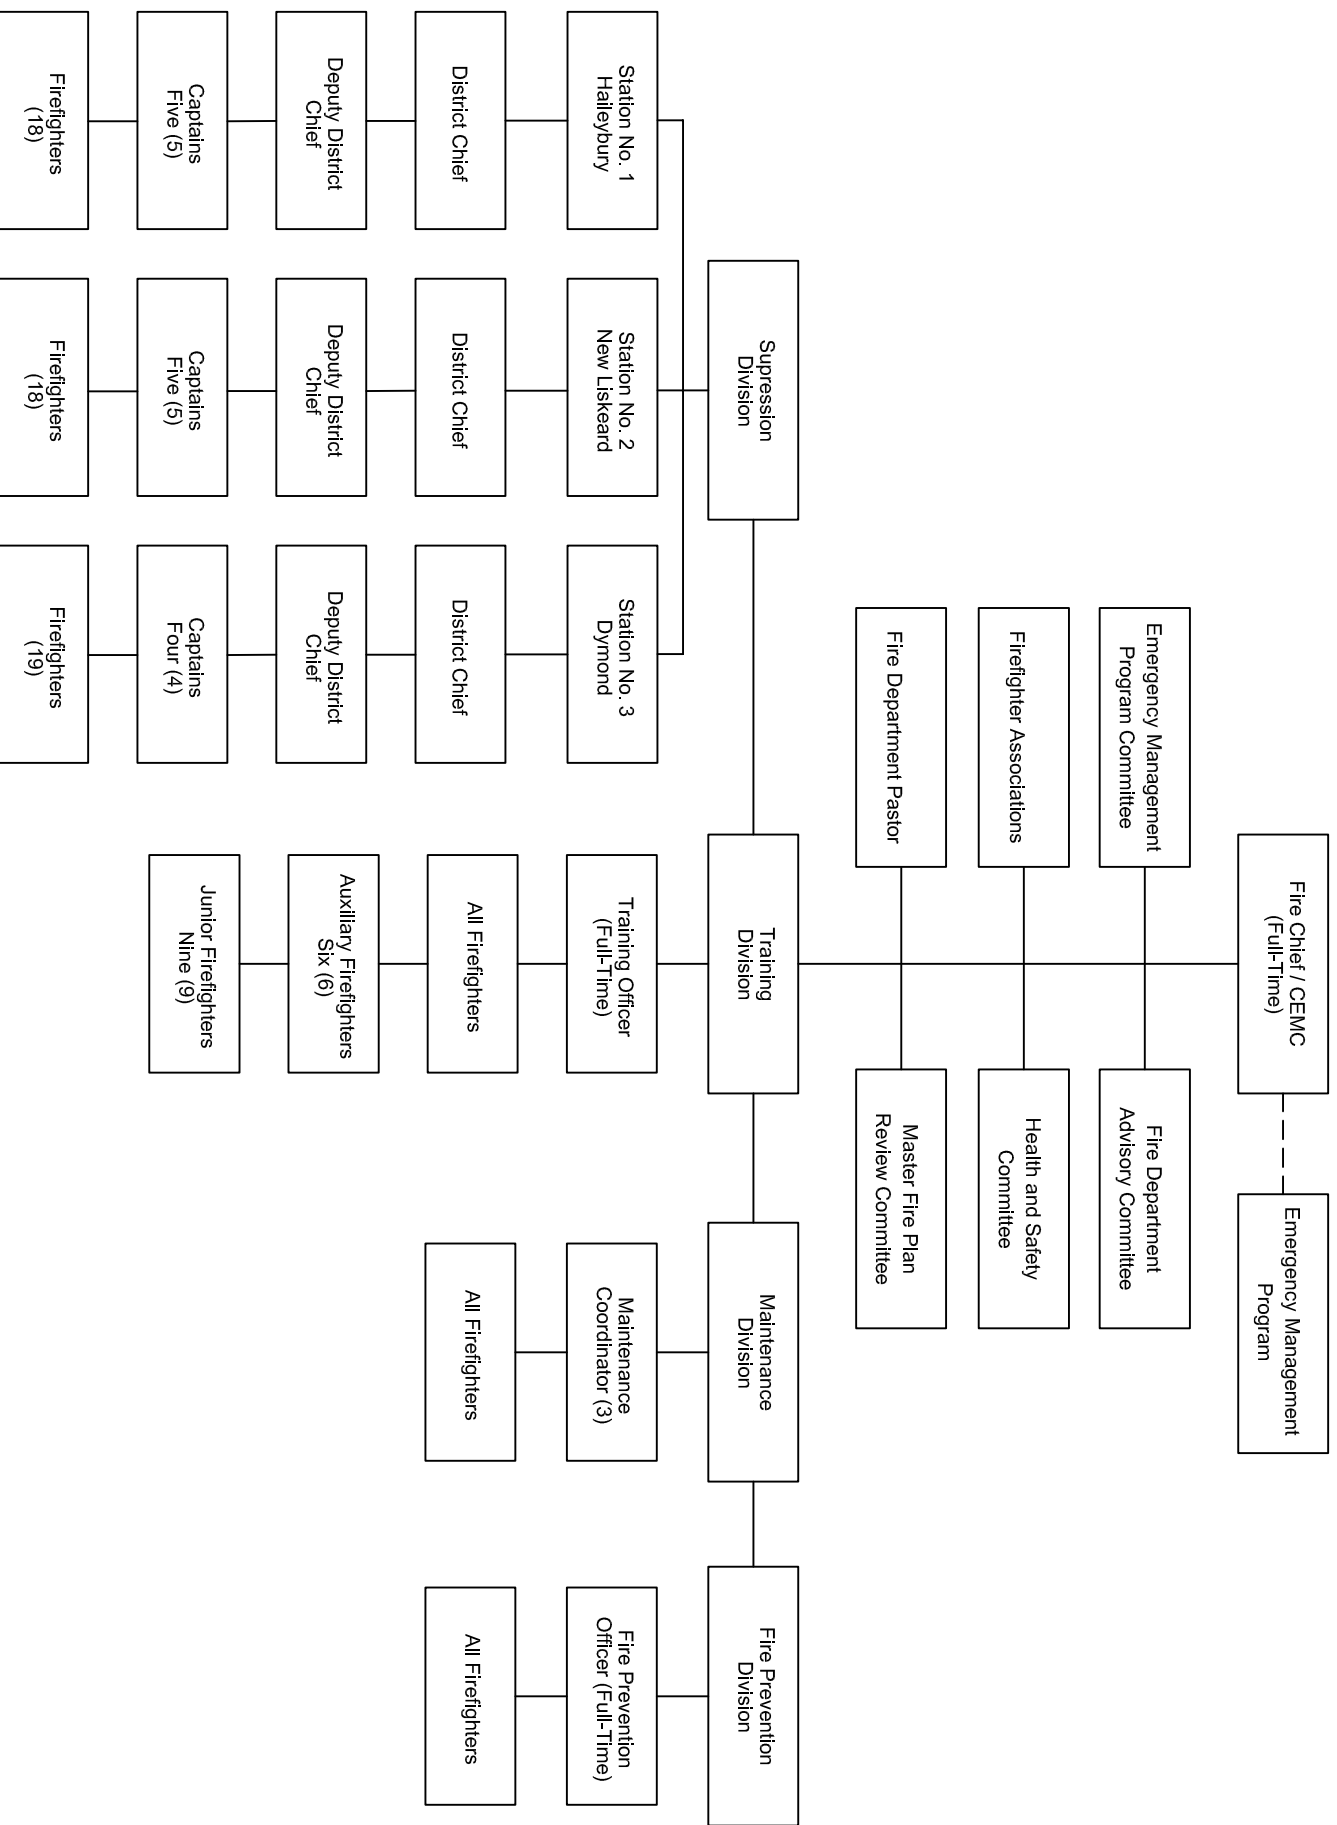 Fire Chief / CEMC
(Full-Time)
Emergency Management
Program
Emergency Management
Program Committee
Fire Department
Advisory Committee
Firefighter Associations
Health and Safety
Committee
Fire Department Pastor
Master Fire Plan
Review Committee
Supression
Division
Training
Division
Maintenance
Division
Fire Prevention
Division
Station No. 1
Haileybury
Station No. 2
New Liskeard
Station No. 3
Dymond
Training Officer
(Full-Time)
Maintenance
Coordinator (3)
Fire Prevention
Officer (Full-Time)
District Chief
District Chief
District Chief
All Firefighters
All Firefighters
All Firefighters
Deputy District
Chief
Deputy District
Chief
Deputy District
Chief
Auxiliary Firefighters
Six (6)
Captains
Five (5)
Captains
Five (5)
Captains
Four (4)
Junior Firefighters
Nine (9)
Firefighters
(18)
Firefighters
(18)
Firefighters
(19)